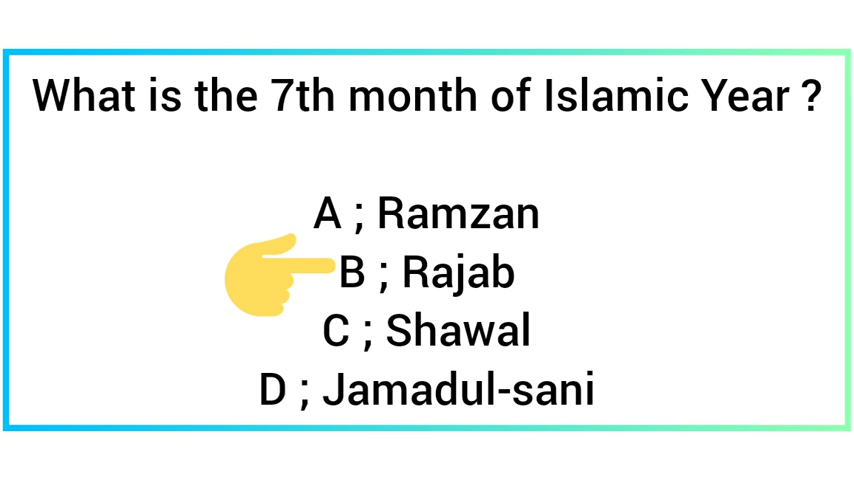 What is the 7th month of Islamic Year ?
A ; Ramzan
B ; Rajab
C ; Shawal
D ; Jamadul-sani